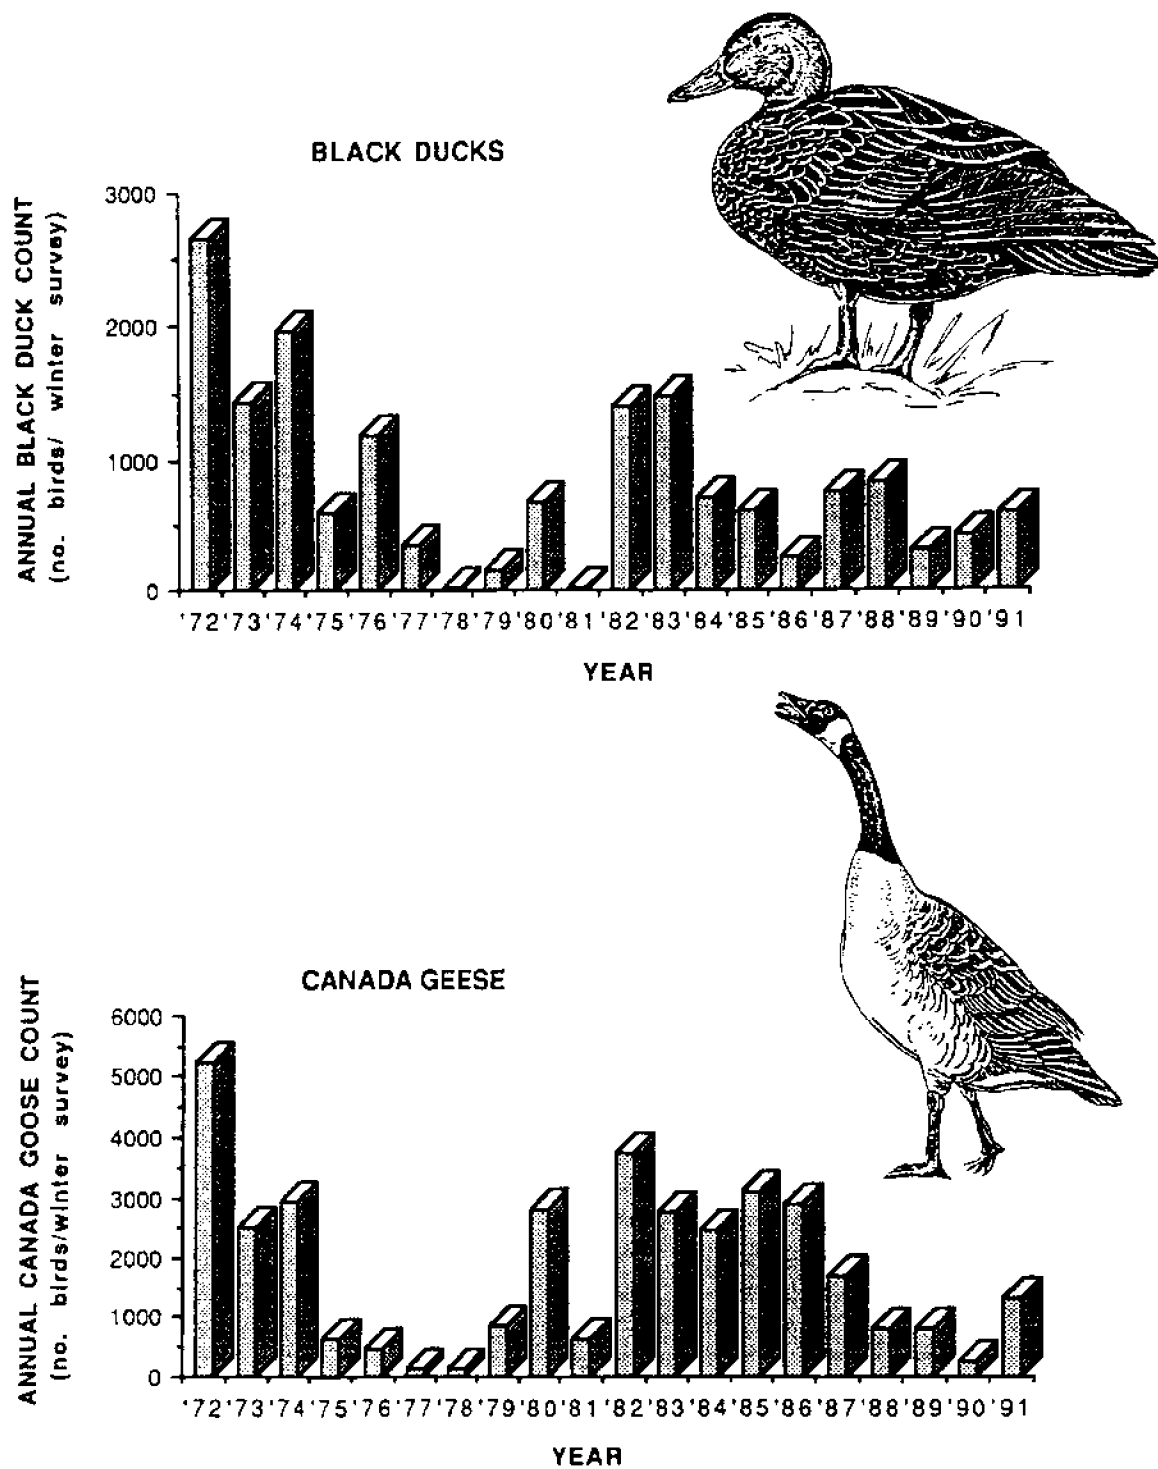 BLACK DUCKS
ANNUAL BLACK DUCK COUNT
(no. birds/ winter survey)
3000
2000
1000
0
'72 '73 '74 '75 '76 '77 '78 '79 '80 '81 '82 '83 '84 '85 '86 '87 '88 '89 '90 '91
YEAR
CANADA GEESE
ANNUAL CANADA GOOSE COUNT
(no. birds/winter survey)
6000
5000
4000
3000
2000
1000
0
'72 '73 '74 '75 '76 '77 '78 '79 '80 '81 '82 '83 '84 '85 '86 '87 '88 '89 '90 '91
YEAR